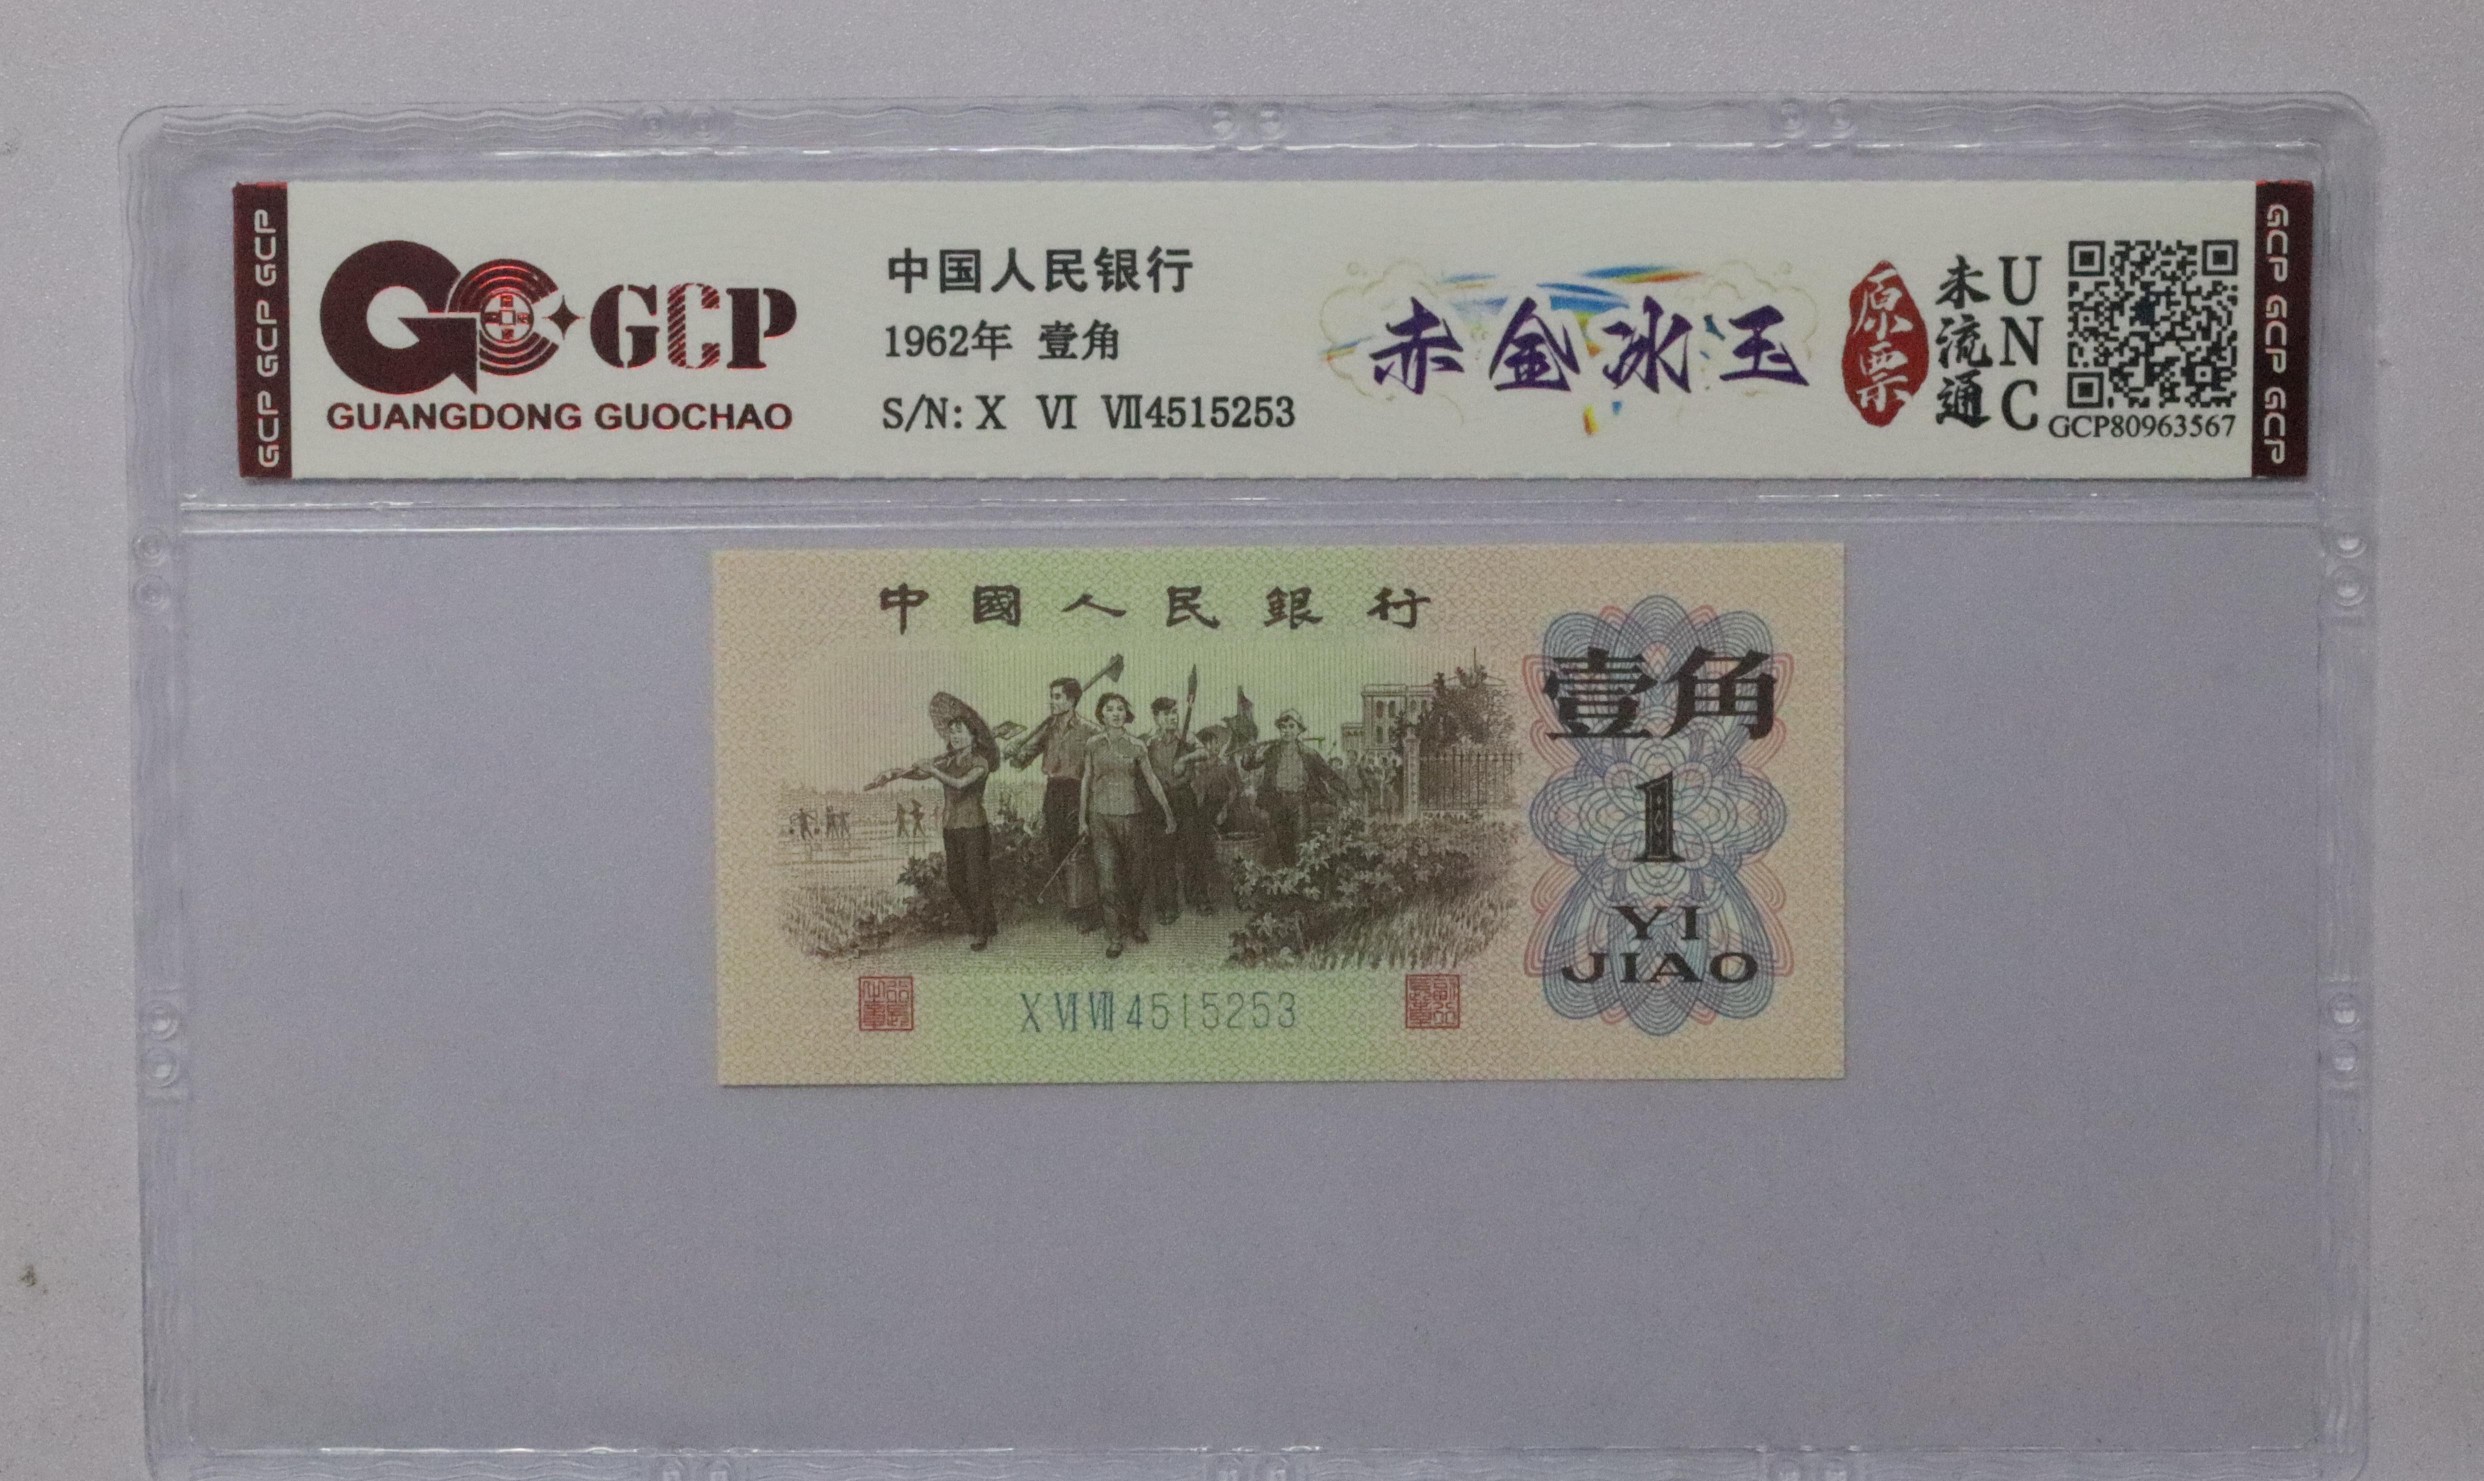 GCP GCP GCP
GCP
GUANGDONG GUOCHAO
中国人民银行
1962年 壹角
S/N: X VI VII4515253
赤金冰玉
原票
未流通
UNC
GCP80963567
GCP GCP GCP
中國人民銀行
壹角
1
YI
JIAO
X VI VII 4515253